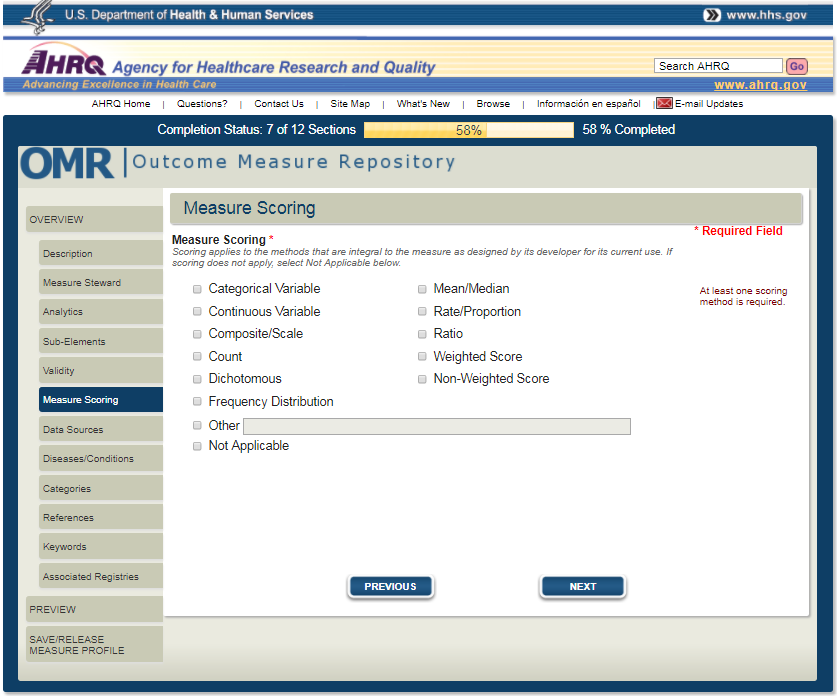 U.S. Department of Health & Human Services
www.hhs.gov
AHRQ Agency for Healthcare Research and Quality
Search AHRQ Go
Advancing Excellence in Health Care
www.ahrq.gov
AHRQ Home | Questions? | Contact Us | Site Map | What's New | Browse | Información en español | E-mail Updates
Completion Status: 7 of 12 Sections 58% 58 % Completed
OMR | Outcome Measure Repository
OVERVIEW
Description
Measure Steward
Analytics
Sub-Elements
Validity
Measure Scoring
Data Sources
Diseases/Conditions
Categories
References
Keywords
Associated Registries
PREVIEW
SAVE/RELEASE
MEASURE PROFILE
Measure Scoring
* Required Field
Measure Scoring *
Scoring applies to the methods that are integral to the measure as designed by its developer for its current use. If
scoring does not apply, select Not Applicable below.
At least one scoring
method is required.
Categorical Variable
Continuous Variable
Composite/Scale
Count
Dichotomous
Frequency Distribution
Other
Not Applicable
Mean/Median
Rate/Proportion
Ratio
Weighted Score
Non-Weighted Score
PREVIOUS
NEXT